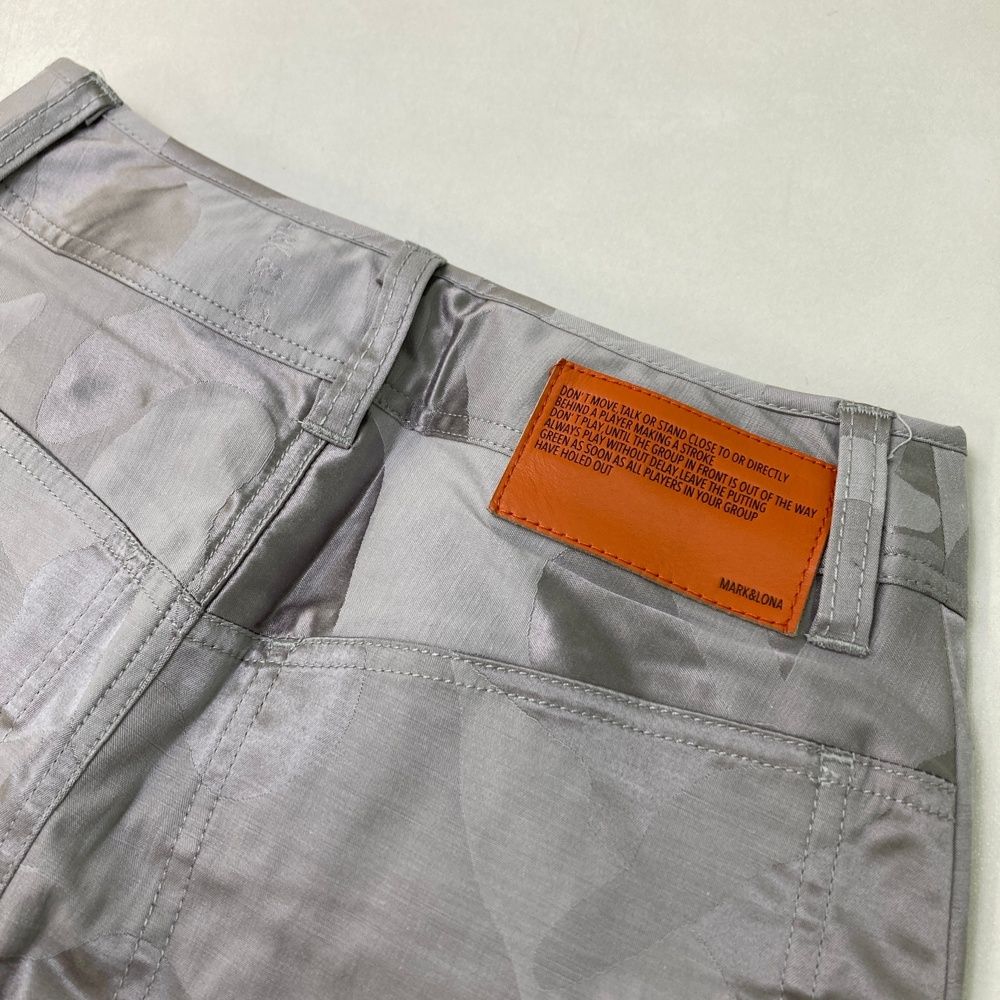 DON'T MOVE, TALK OR STAND CLOSE TO OR DIRECTLY
BEHIND A PLAYER MAKING A STROKE
DON'T PLAY, UNTIL THE GROUP IN FRONT IS OUT OF THE WAY
ALWAYS PLAY WITHOUT DELAY, LEAVE THE PUTTING
GREEN AS SOON AS ALL PLAYERS IN YOUR GROUP
HAVE HOLED OUT
MARK&LONA